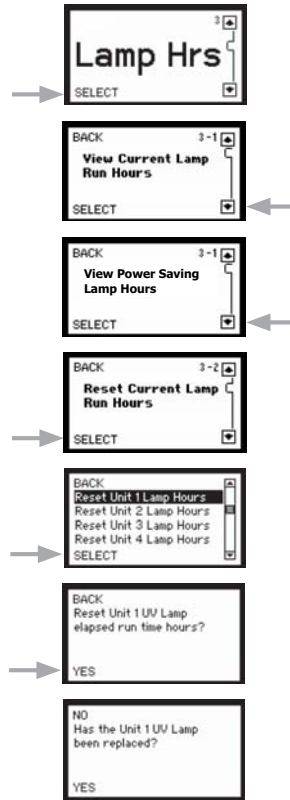 3
Lamp Hrs
SELECT
BACK 3-1
View Current Lamp
Run Hours
SELECT
BACK 3-1
View Power Saving
Lamp Hours
SELECT
BACK 3-2
Reset Current Lamp
Run Hours
SELECT
BACK
Reset Unit 1 Lamp Hours
Reset Unit 2 Lamp Hours
Reset Unit 3 Lamp Hours
Reset Unit 4 Lamp Hours
SELECT
BACK
Reset Unit 1 UV Lamp
elapsed run time hours?
YES
NO
Has the Unit 1 UV Lamp
been replaced?
YES